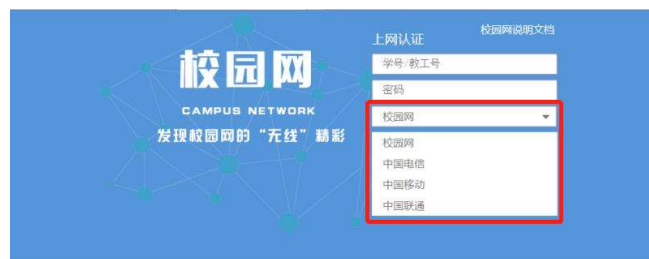 校园网
CAMPUS NETWORK
发现校园网的“无线”精彩
校园网说明文档
上网认证
学号/教工号
密码
校园网
校园网
中国电信
中国移动
中国联通